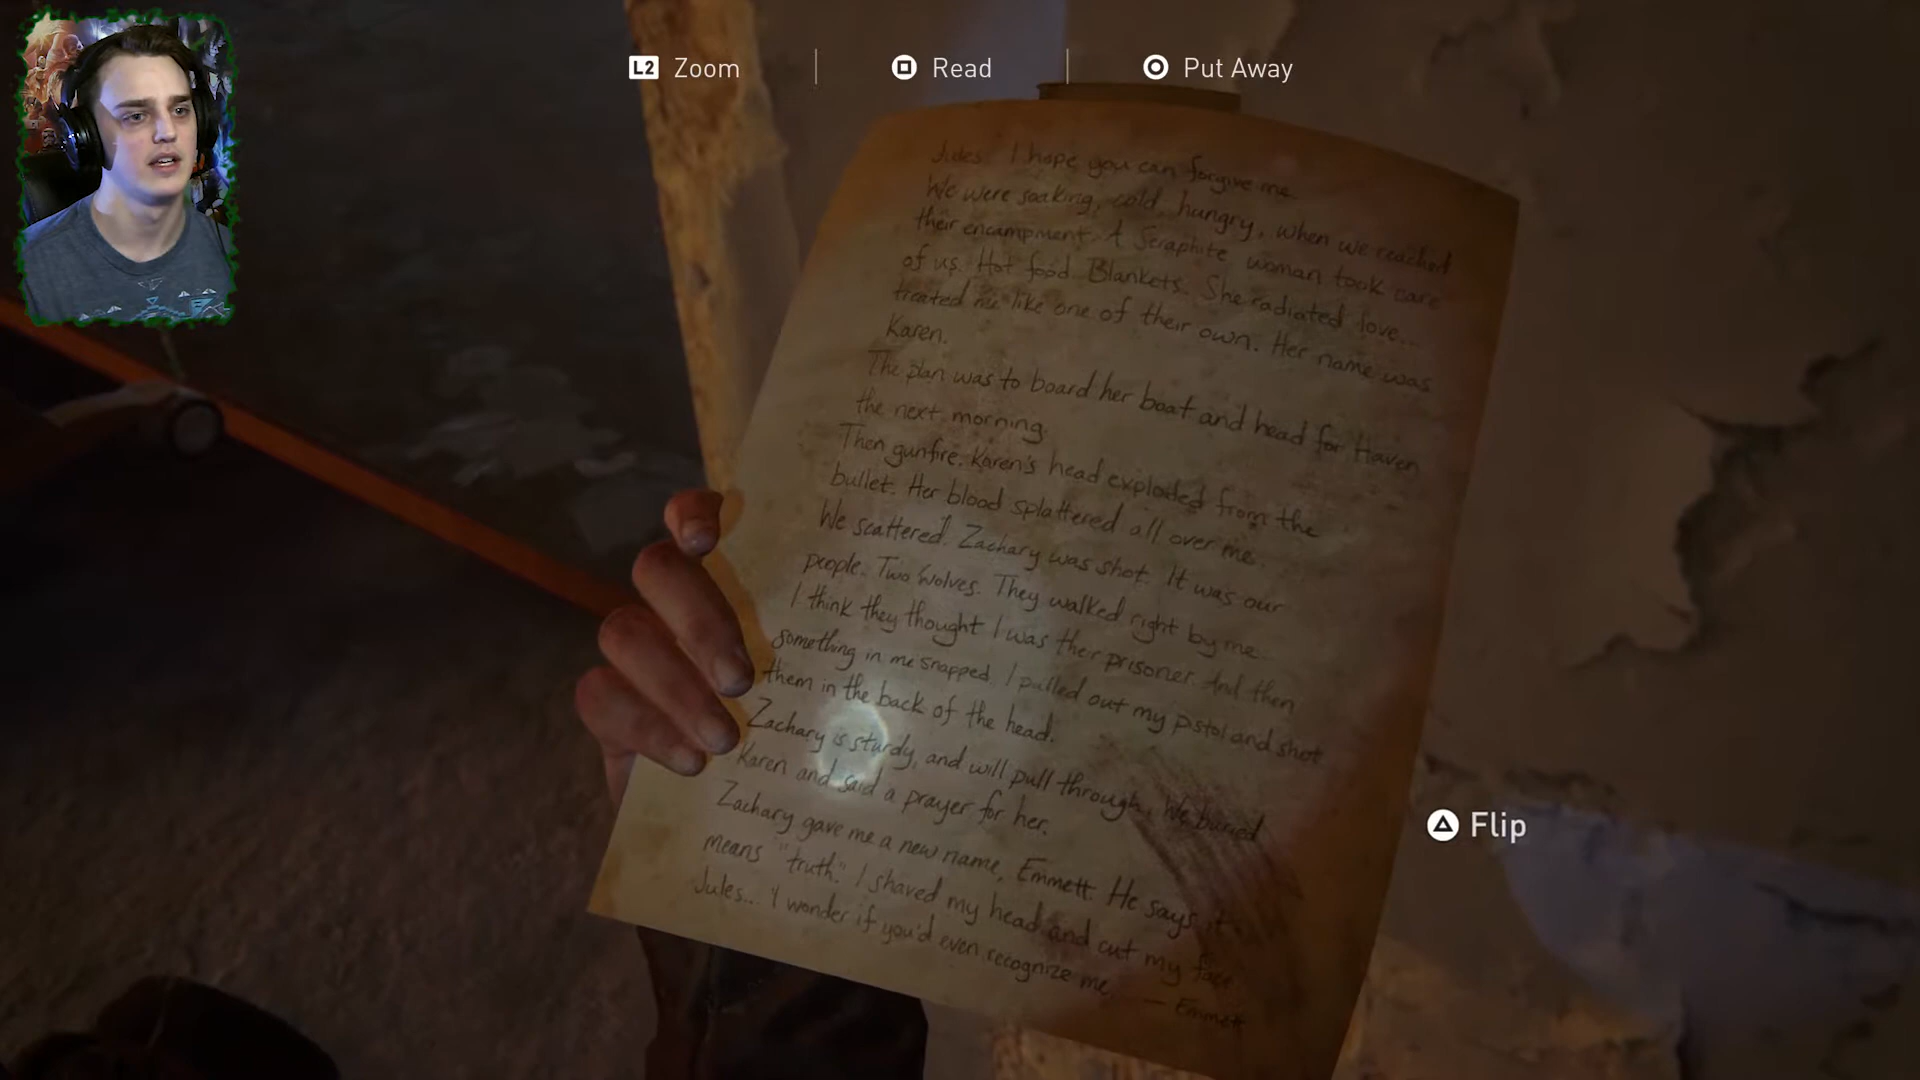 L2 Zoom
Read
Put Away
Jules. I hope you can forgive me.
We were soaking, cold, hungry, when we reached
their encampment. A Seraphite woman took care
of us. Hot food. Blankets. She radiated love...
treated me like one of their own. Her name was
Karen.
The plan was to board her boat and head for Haven
the next morning.
Then gunfire. Karen's head exploded from the
bullet. Her blood splattered all over me.
We scattered. Zachary was shot. It was our
people. Two Wolves. They walked right by me...
I think they thought I was their prisoner. And then
something in me snapped. I pulled out my pistol and shot
them in the back of the head.
Zachary is sturdy, and will pull through. We buried
Karen and said a prayer for her.
Zachary gave me a new name, Emmett. He says it
means "truth." I shaved my head and cut my face.
Jules... I wonder if you'd even recognize me.
— Emmett
Flip